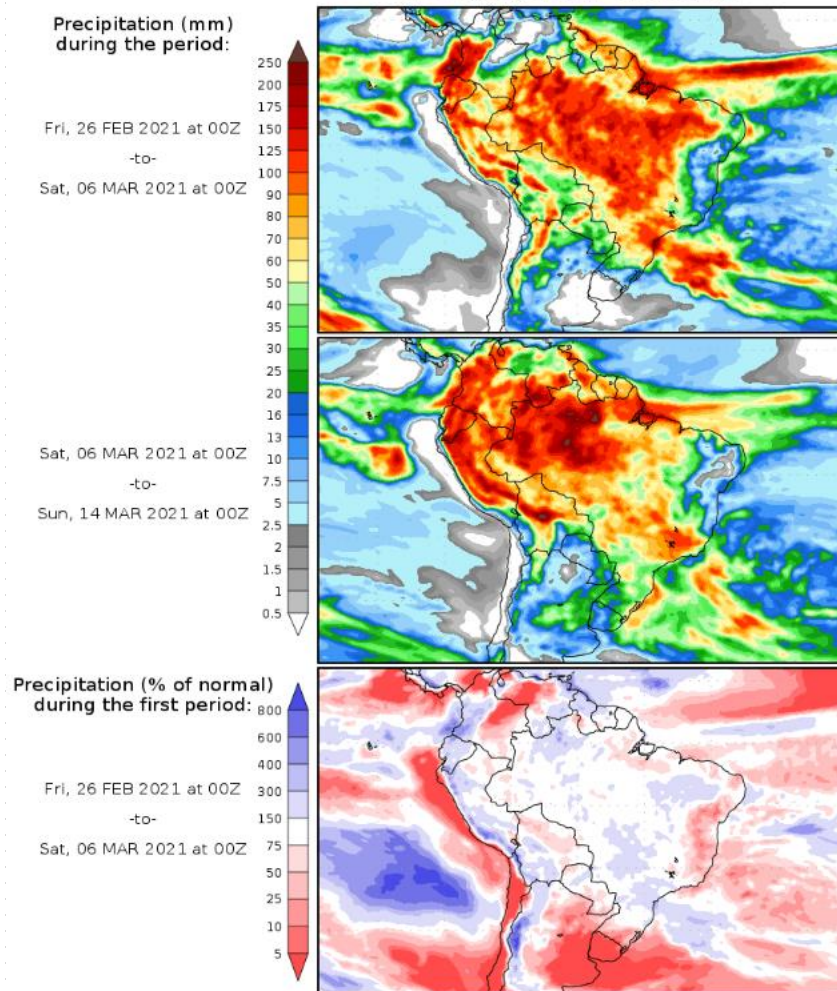 Precipitation (mm)
during the period:
Fri, 26 FEB 2021 at 00Z
-to-
Sat, 06 MAR 2021 at 00Z
Sat, 06 MAR 2021 at 00Z
-to-
Sun, 14 MAR 2021 at 00Z
250
200
175
150
125
100
90
80
70
60
50
40
35
30
25
20
16
13
10
7.5
5
2.5
2
1.5
1
0.5
Precipitation (% of normal)
during the first period:
Fri, 26 FEB 2021 at 00Z
-to-
Sat, 06 MAR 2021 at 00Z
800
600
400
300
150
75
50
25
10
5